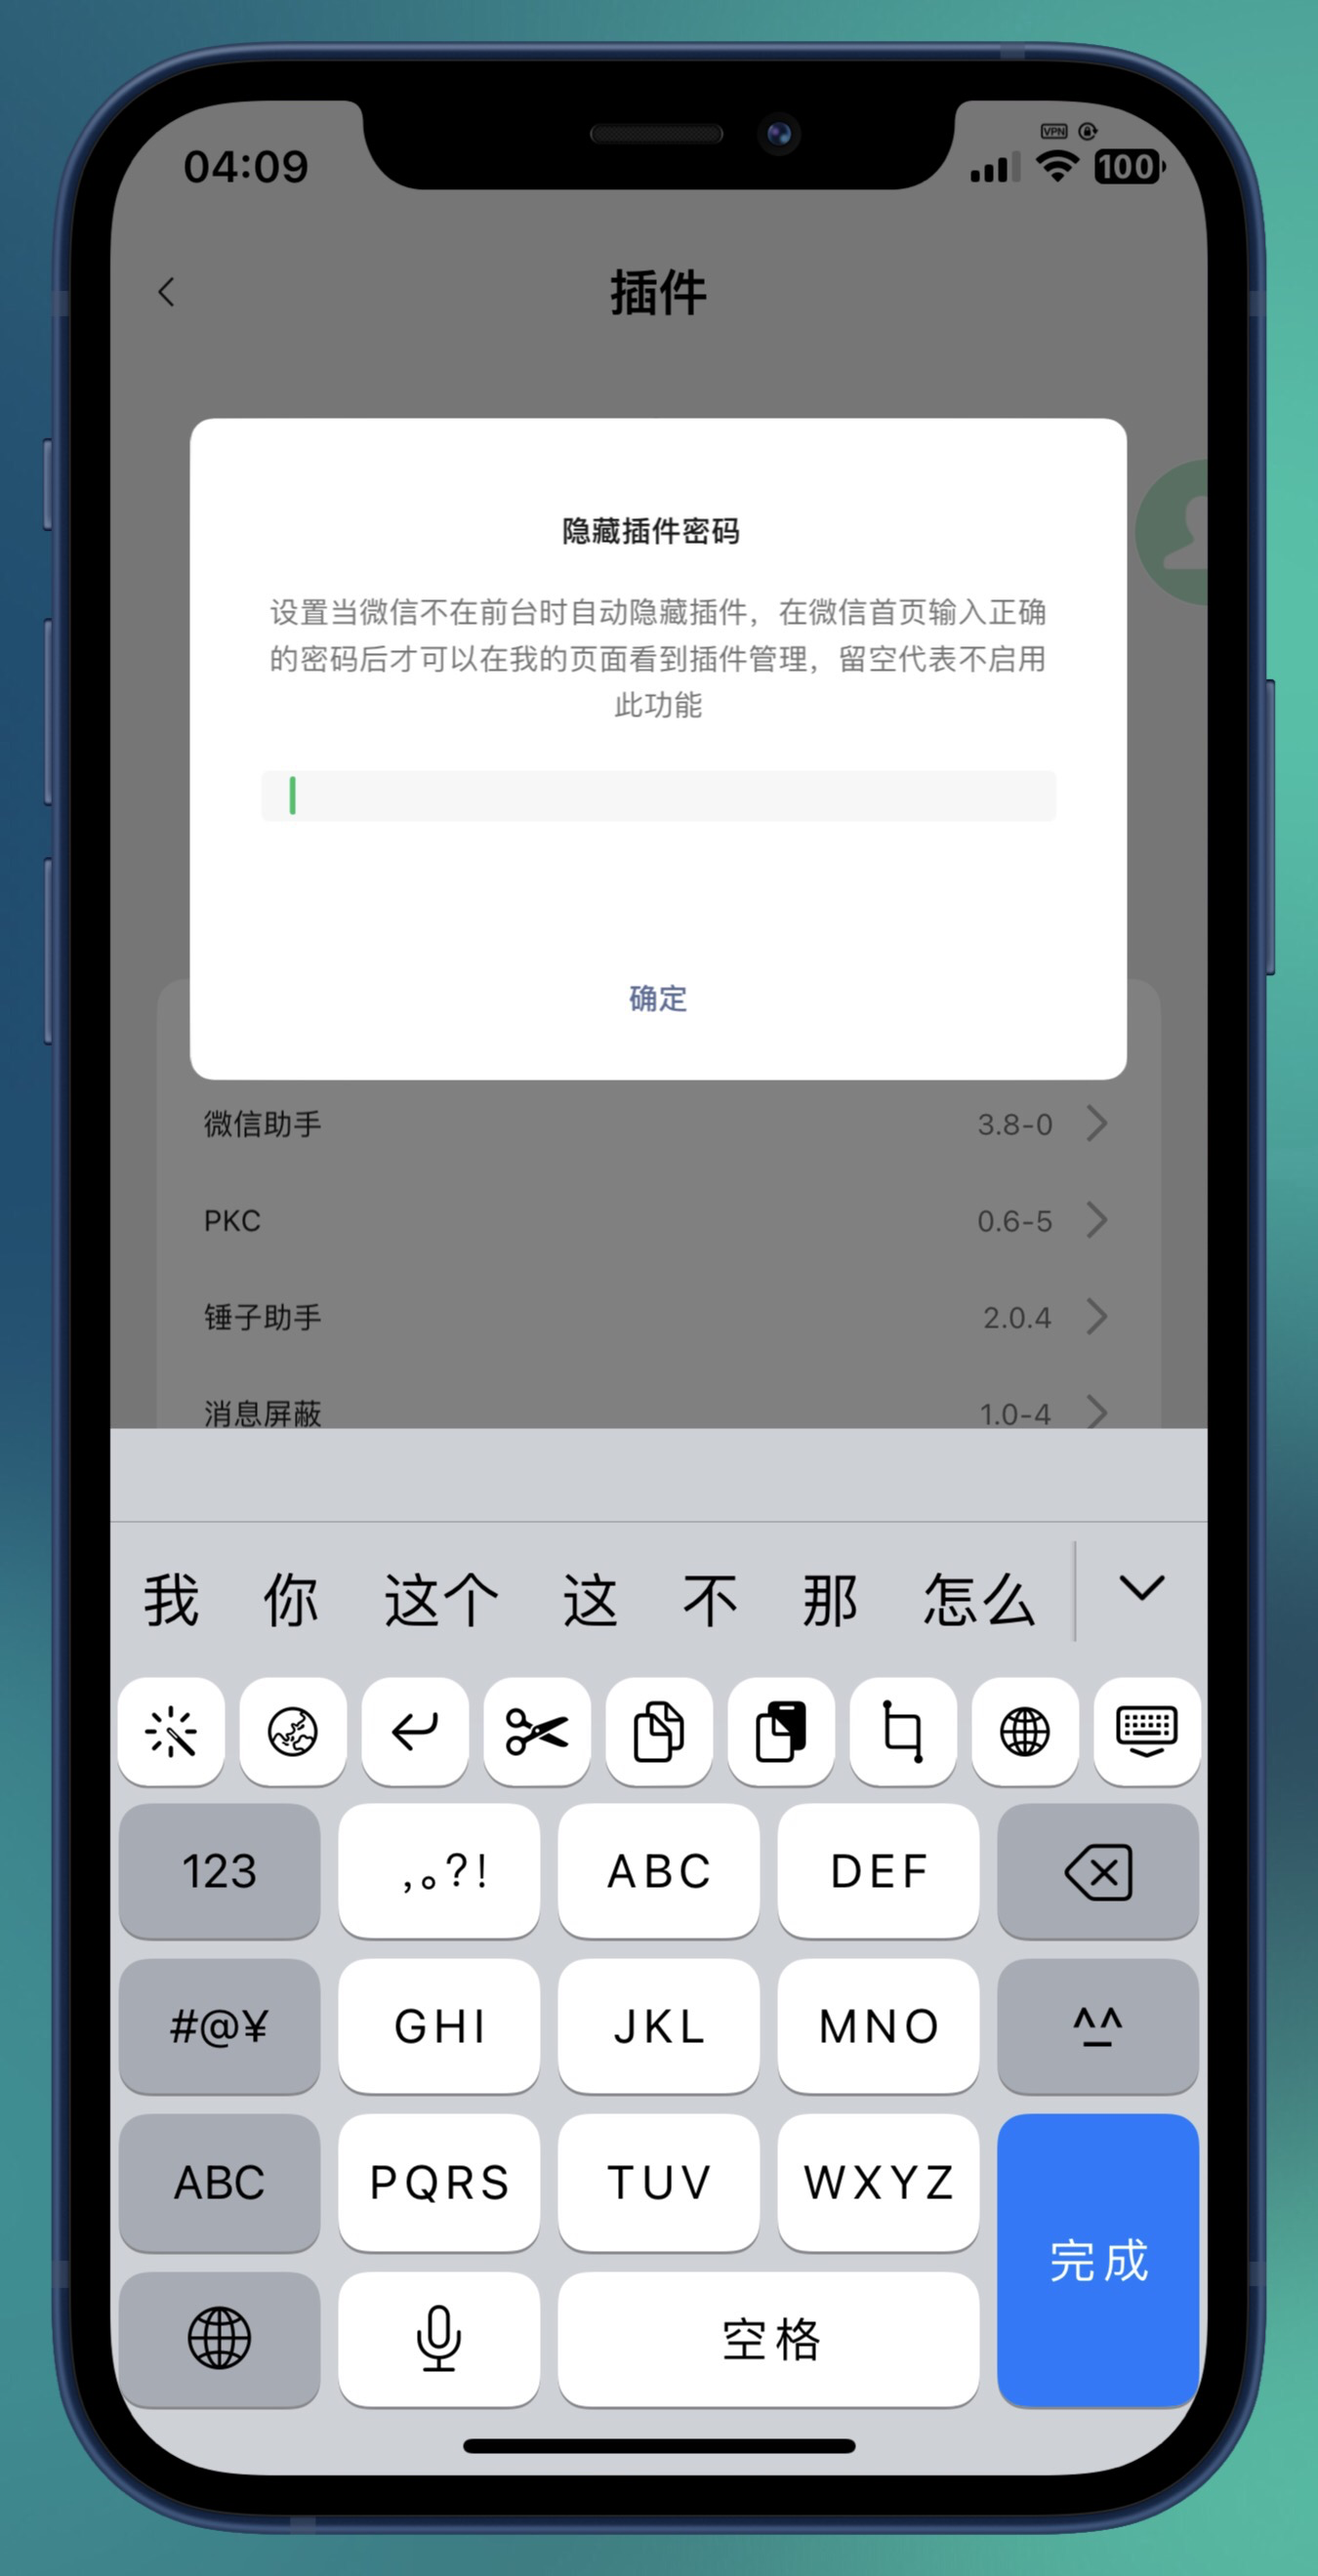 04:09
VPN
100
插件
隐藏插件密码
设置当微信不在前台时自动隐藏插件，在微信首页输入正确
的密码后才可以在我的页面看到插件管理，留空代表不启用
此功能
确定
微信助手 3.8-0
PKC 0.6-5
锤子助手 2.0.4
消息屏蔽 1.0-4
我 你 这个 这 不 那 怎么
123 ,。?! ABC DEF
#@¥ GHI JKL MNO ^^
ABC PQRS TUV WXYZ
完成
空格